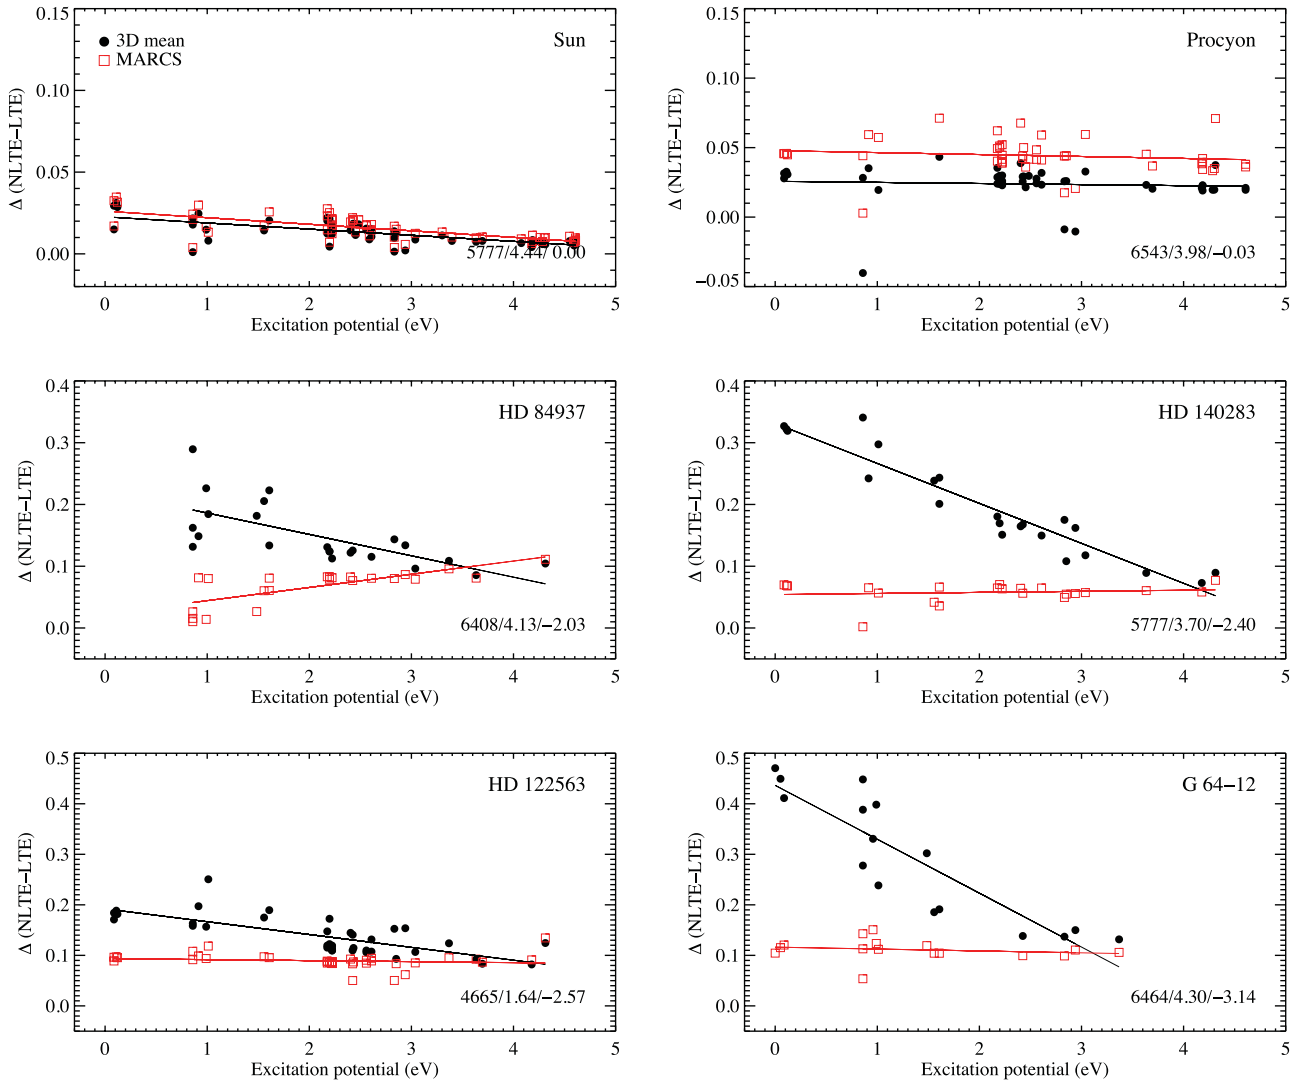 0.15
0.10
0.05
0.00
Δ (NLTE−LTE)
3D mean
MARCS
Sun
5777/4.44/ 0.00
0 1 2 3 4 5
Excitation potential (eV)
0.15
0.10
0.05
0.00
−0.05
Δ (NLTE−LTE)
Procyon
6543/3.98/−0.03
0 1 2 3 4 5
Excitation potential (eV)
0.4
0.3
0.2
0.1
0.0
Δ (NLTE−LTE)
HD 84937
6408/4.13/−2.03
0 1 2 3 4 5
Excitation potential (eV)
0.4
0.3
0.2
0.1
0.0
Δ (NLTE−LTE)
HD 140283
5777/3.70/−2.40
0 1 2 3 4 5
Excitation potential (eV)
0.5
0.4
0.3
0.2
0.1
0.0
Δ (NLTE−LTE)
HD 122563
4665/1.64/−2.57
0 1 2 3 4 5
Excitation potential (eV)
0.5
0.4
0.3
0.2
0.1
0.0
Δ (NLTE−LTE)
G 64−12
6464/4.30/−3.14
0 1 2 3 4 5
Excitation potential (eV)